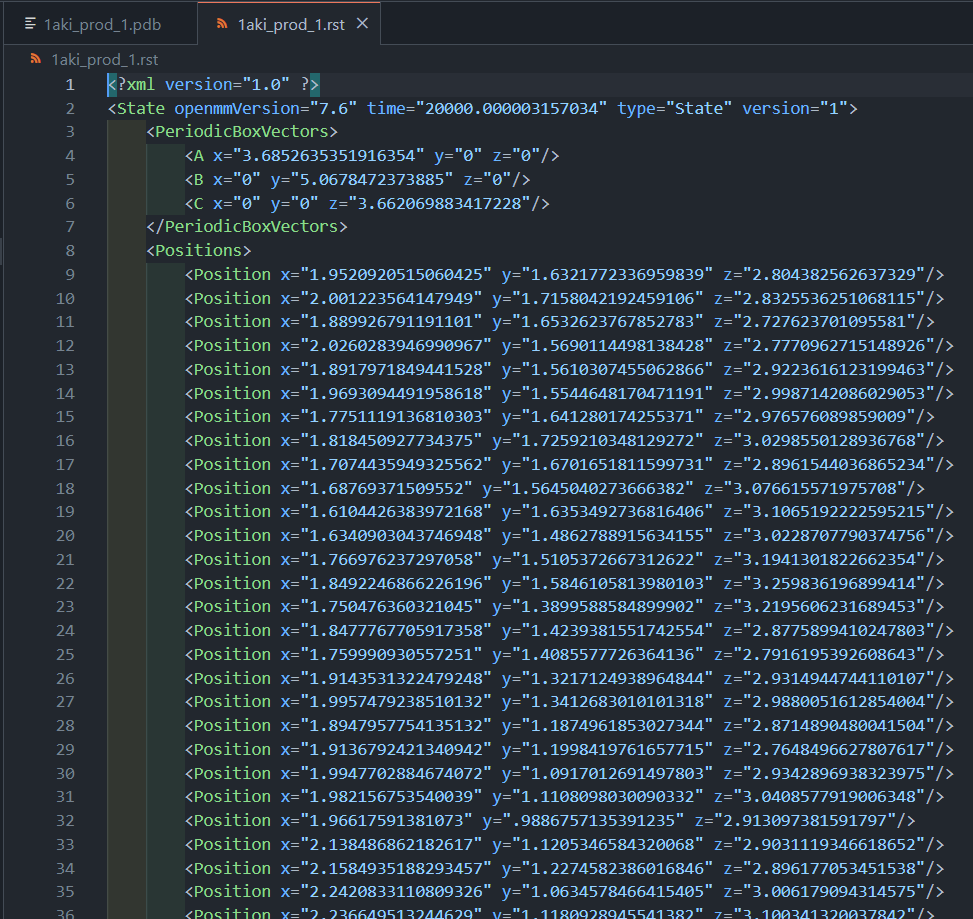 1aki_prod_1.pdb
1aki_prod_1.rst
1aki_prod_1.rst
1 <?xml version="1.0" ?>
2 <State openmmVersion="7.6" time="20000.000003157034" type="State" version="1">
3 <PeriodicBoxVectors>
4 <A x="3.6852635351916354" y="0" z="0"/>
5 <B x="0" y="5.0678472373885" z="0"/>
6 <C x="0" y="0" z="3.662069883417228"/>
7 </PeriodicBoxVectors>
8 <Positions>
9 <Position x="1.9520920515060425" y="1.6321772336959839" z="2.804382562637329"/>
10 <Position x="2.001223564147949" y="1.7158042192459106" z="2.8325536251068115"/>
11 <Position x="1.889926791191101" y="1.6532623767852783" z="2.727623701095581"/>
12 <Position x="2.0260283946990967" y="1.5690114498138428" z="2.7770962715148926"/>
13 <Position x="1.8917971849441528" y="1.5610307455062866" z="2.9223616123199463"/>
14 <Position x="1.9693094491958618" y="1.5544648170471191" z="2.9987142086029053"/>
15 <Position x="1.7751119136810303" y="1.641280174255371" z="2.976576089859009"/>
16 <Position x="1.818450927734375" y="1.7259210348129272" z="3.0298550128936768"/>
17 <Position x="1.7074435949325562" y="1.6701651811599731" z="2.8961544036865234"/>
18 <Position x="1.68769371509552" y="1.5645040273666382" z="3.076615571975708"/>
19 <Position x="1.6104426383972168" y="1.6353492736816406" z="3.1065192222595215"/>
20 <Position x="1.6340903043746948" y="1.4862788915634155" z="3.0228707790374756"/>
21 <Position x="1.766976237297058" y="1.5105372667312622" z="3.1941301822662354"/>
22 <Position x="1.8492246866226196" y="1.5846105813980103" z="3.259836196899414"/>
23 <Position x="1.750476360321045" y="1.3899588584899902" z="3.2195606231689453"/>
24 <Position x="1.8477767705917358" y="1.4239381551742554" z="2.8775899410247803"/>
25 <Position x="1.759990930557251" y="1.4085577726364136" z="2.7916195392608643"/>
26 <Position x="1.9143531322479248" y="1.3217124938964844" z="2.9314944744110107"/>
27 <Position x="1.9957479238510132" y="1.3412683010101318" z="2.9880051612854004"/>
28 <Position x="1.8947957754135132" y="1.1874961853027344" z="2.8714890480041504"/>
29 <Position x="1.9136792421340942" y="1.1998419761657715" z="2.7648496627807617"/>
30 <Position x="1.9947702884674072" y="1.0917012691497803" z="2.9342896938323975"/>
31 <Position x="1.982156753540039" y="1.1108098030090332" z="3.0408577919006348"/>
32 <Position x="1.96617591381073" y=".9886757135391235" z="2.913097381591797"/>
33 <Position x="2.138486862182617" y="1.1205346584320068" z="2.9031119346618652"/>
34 <Position x="2.1584935188293457" y="1.2274582386016846" z="2.896177053451538"/>
35 <Position x="2.2420833110809326" y="1.0634578466415405" z="3.006179094314575"/>
36 <Position x="2.236649513244629" y="1.1180928945541382" z="3.100341320037842"/>